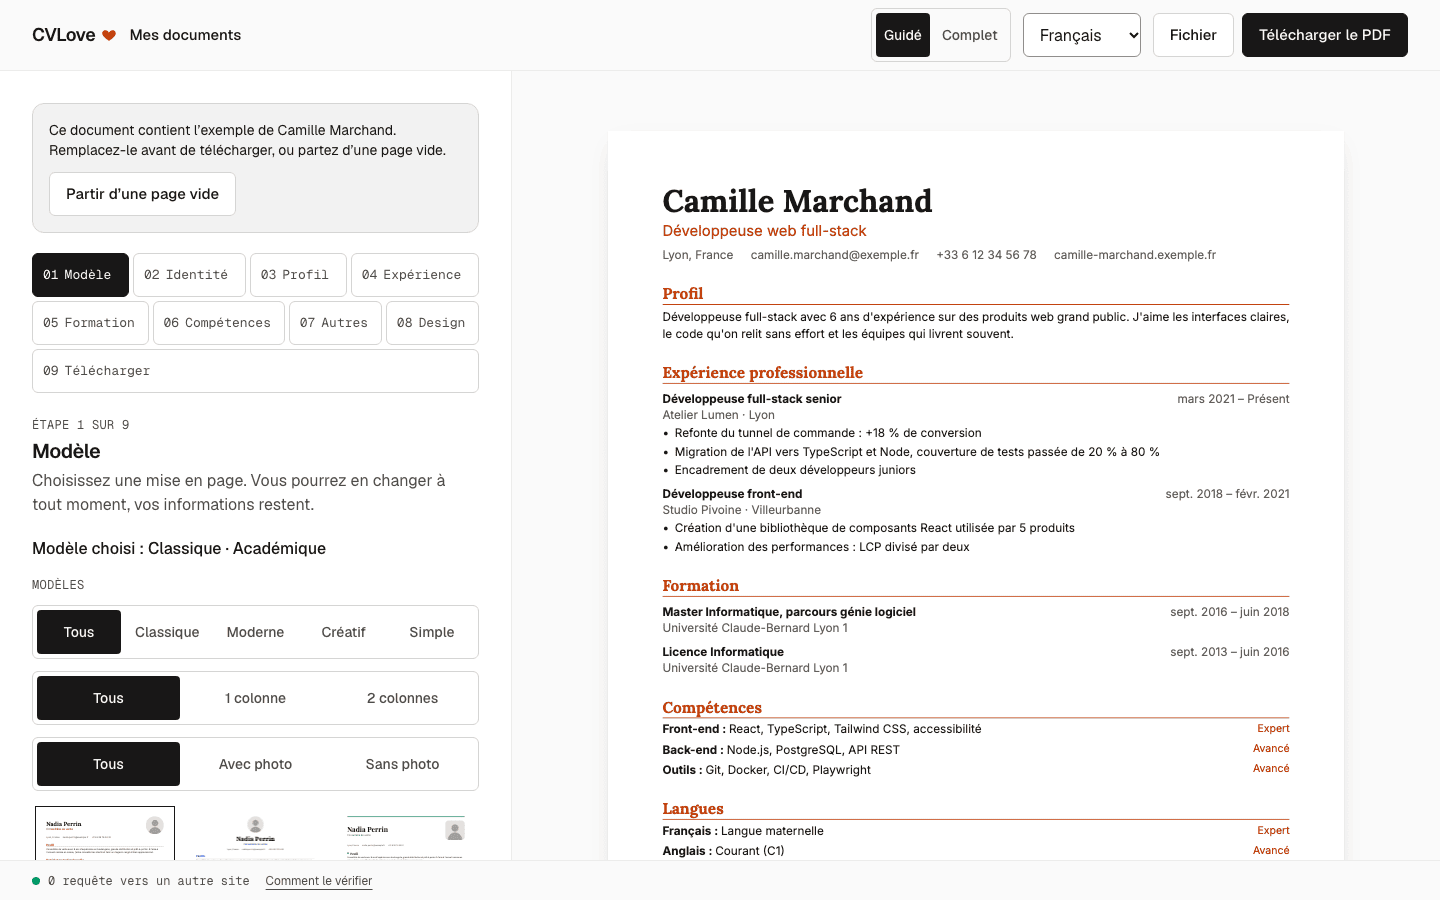 CVLove
Mes documents
Guidé
Complet
Français
Fichier
Télécharger le PDF
Ce document contient l’exemple de Camille Marchand.
Remplacez-le avant de télécharger, ou partez d’une page vide.
Partir d’une page vide
01 Modèle
02 Identité
03 Profil
04 Expérience
05 Formation
06 Compétences
07 Autres
08 Design
09 Télécharger
ÉTAPE 1 SUR 9
Modèle
Choisissez une mise en page. Vous pourrez en changer à
tout moment, vos informations restent.
Modèle choisi : Classique · Académique
MODÈLES
Tous
Classique
Moderne
Créatif
Simple
Tous
1 colonne
2 colonnes
Tous
Avec photo
Sans photo
Nadia Perrin
Nadia Perrin
Nadia Perrin
0 requête vers un autre site
Comment le vérifier
Camille Marchand
Développeuse web full-stack
Lyon, France camille.marchand@exemple.fr +33 6 12 34 56 78 camille-marchand.exemple.fr
Profil
Développeuse full-stack avec 6 ans d'expérience sur des produits web grand public. J'aime les interfaces claires,
le code qu'on relit sans effort et les équipes qui livrent souvent.
Expérience professionnelle
Développeuse full-stack senior mars 2021 – Présent
Atelier Lumen · Lyon
• Refonte du tunnel de commande : +18 % de conversion
• Migration de l'API vers TypeScript et Node, couverture de tests passée de 20 % à 80 %
• Encadrement de deux développeurs juniors
Développeuse front-end sept. 2018 – févr. 2021
Studio Pivoine · Villeurbanne
• Création d'une bibliothèque de composants React utilisée par 5 produits
• Amélioration des performances : LCP divisé par deux
Formation
Master Informatique, parcours génie logiciel sept. 2016 – juin 2018
Université Claude-Bernard Lyon 1
Licence Informatique sept. 2013 – juin 2016
Université Claude-Bernard Lyon 1
Compétences
Front-end : React, TypeScript, Tailwind CSS, accessibilité Expert
Back-end : Node.js, PostgreSQL, API REST Avancé
Outils : Git, Docker, CI/CD, Playwright Avancé
Langues
Français : Langue maternelle Expert
Anglais : Courant (C1) Avancé